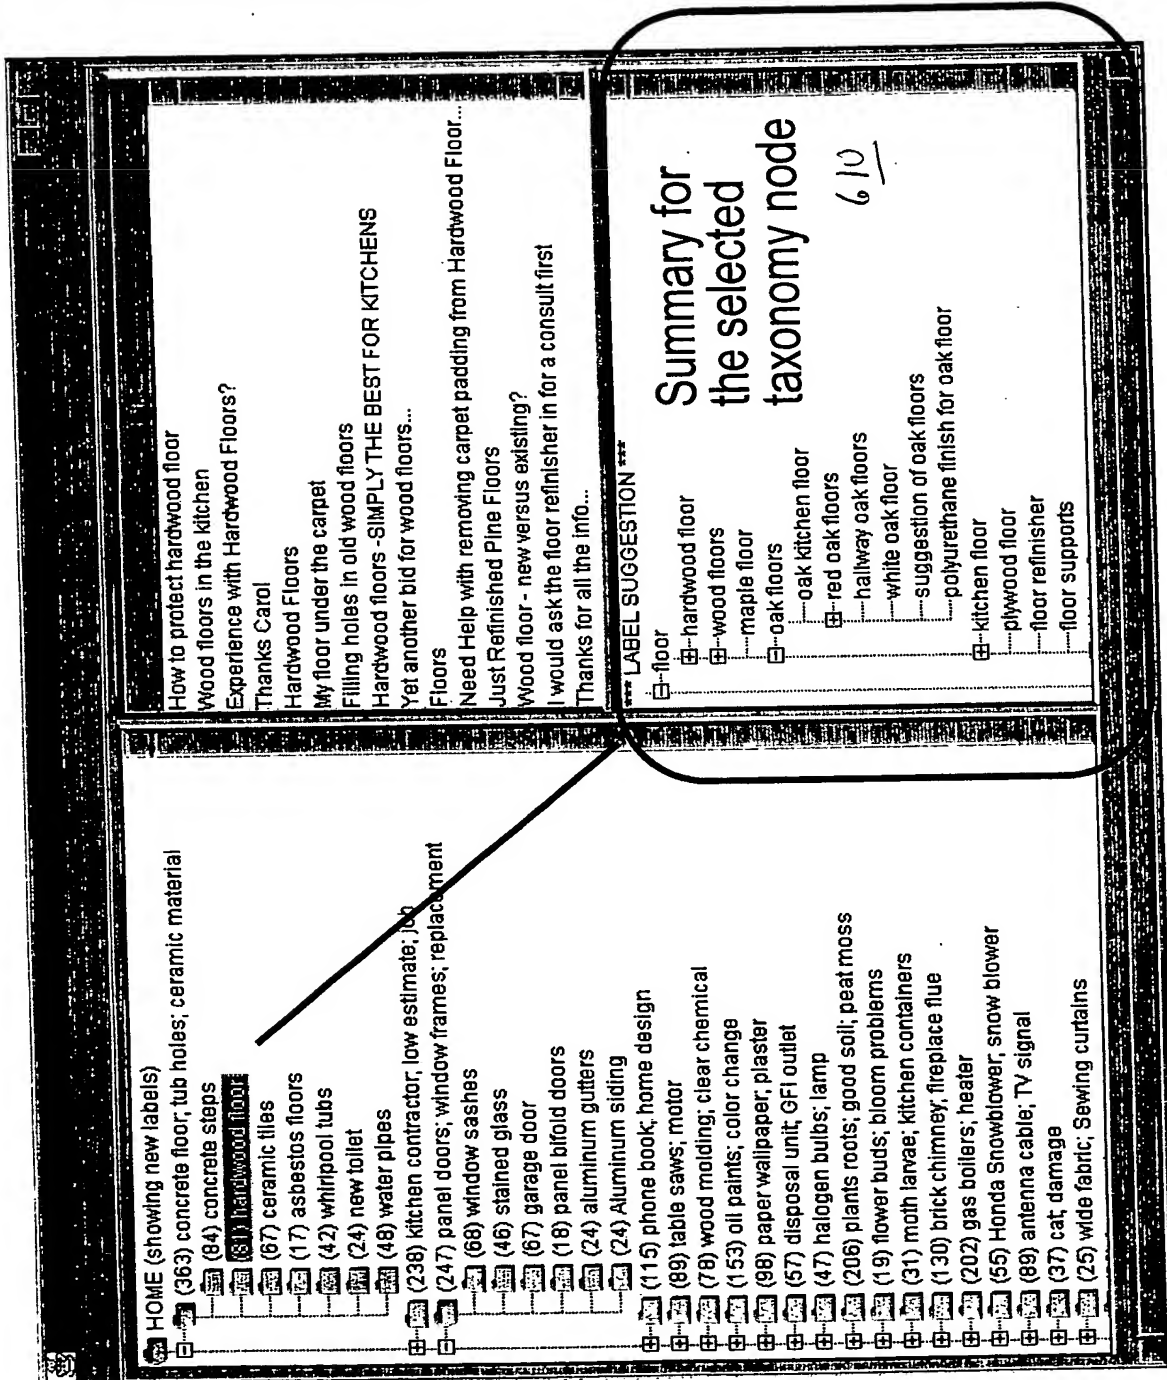 HOME (showing new labels)
(363) concrete floor; tub holes; ceramic material
(84) concrete steps
(81) hardwood floor
(67) ceramic tiles
(17) asbestos floors
(42) whirlpool tubs
(24) new toilet
(48) water pipes
(238) kitchen contractor; low estimate; job
(247) panel doors; window frames; replacement
(68) window sashes
(46) stained glass
(67) garage door
(18) panel bifold doors
(24) aluminum gutters
(24) Aluminum siding
(115) phone book; home design
(89) table saws; motor
(78) wood molding; clear chemical
(153) oil paints; color change
(98) paper wallpaper; plaster
(57) disposal unit; GFI outlet
(47) halogen bulbs; lamp
(206) plants roots; good soil; peat moss
(19) flower buds; bloom problems
(31) moth larvae; kitchen containers
(130) brick chimney; fireplace flue
(202) gas boilers; heater
(55) Honda Snowblower; snow blower
(89) antenna cable; TV signal
(37) cat; damage
(25) wide fabric; Sewing curtains
How to protect hardwood floor
Wood floors in the kitchen
Experience with Hardwood Floors?
Thanks Carol
Hardwood Floors
My floor under the carpet
Filling holes in old wood floors
Hardwood floors -SIMPLY THE BEST FOR KITCHENS
Yet another bid for wood floors...
Floors
Need Help with removing carpet padding from Hardwood Floor...
Just Refinished Pine Floors
Wood floor - new versus existing?
I would ask the floor refinisher in for a consult first
Thanks for all the info...
*** LABEL SUGGESTION ***
floor
hardwood floor
wood floors
maple floor
oak floors
oak kitchen floor
red oak floors
hallway oak floors
white oak floor
suggestion of oak floors
polyurethane finish for oak floor
kitchen floor
plywood floor
floor refinisher
floor supports
Summary for
the selected
taxonomy node
610